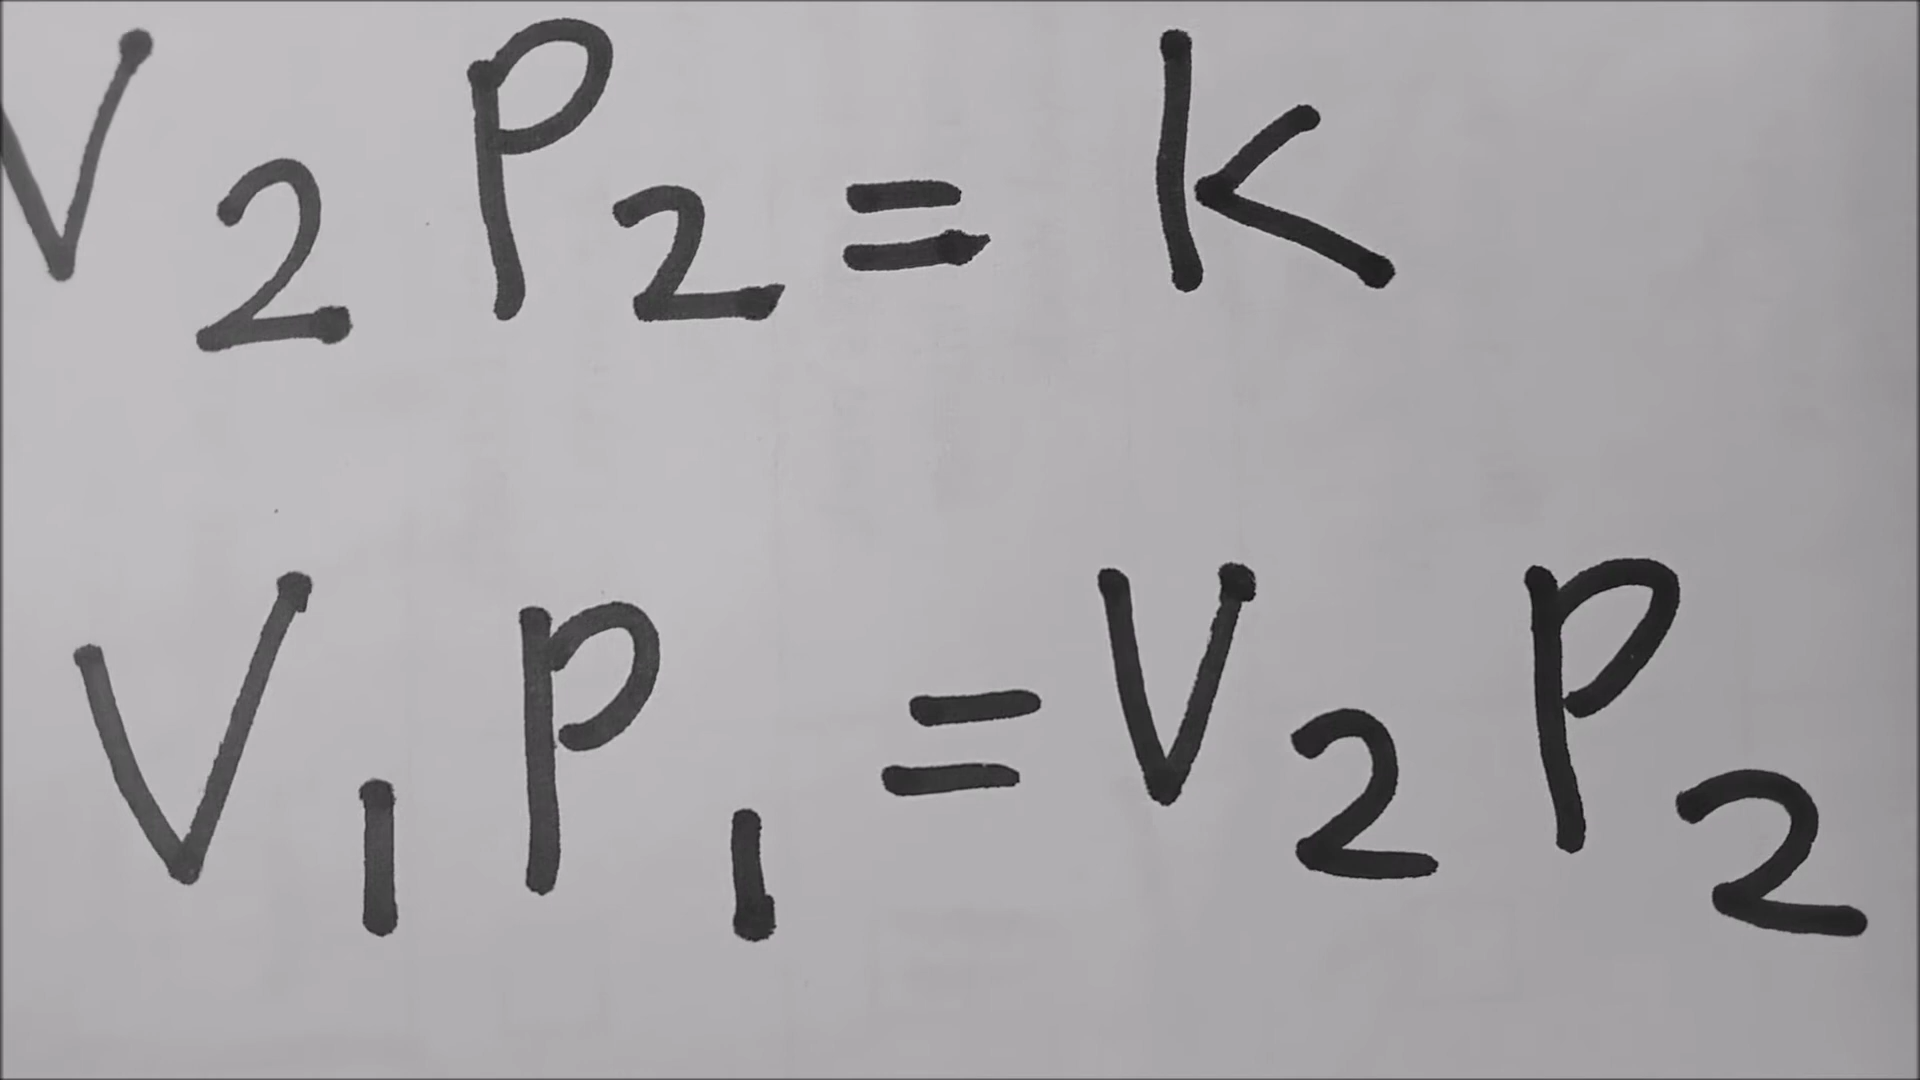 V₂ P₂ = K
V₁ P₁ = V₂ P₂